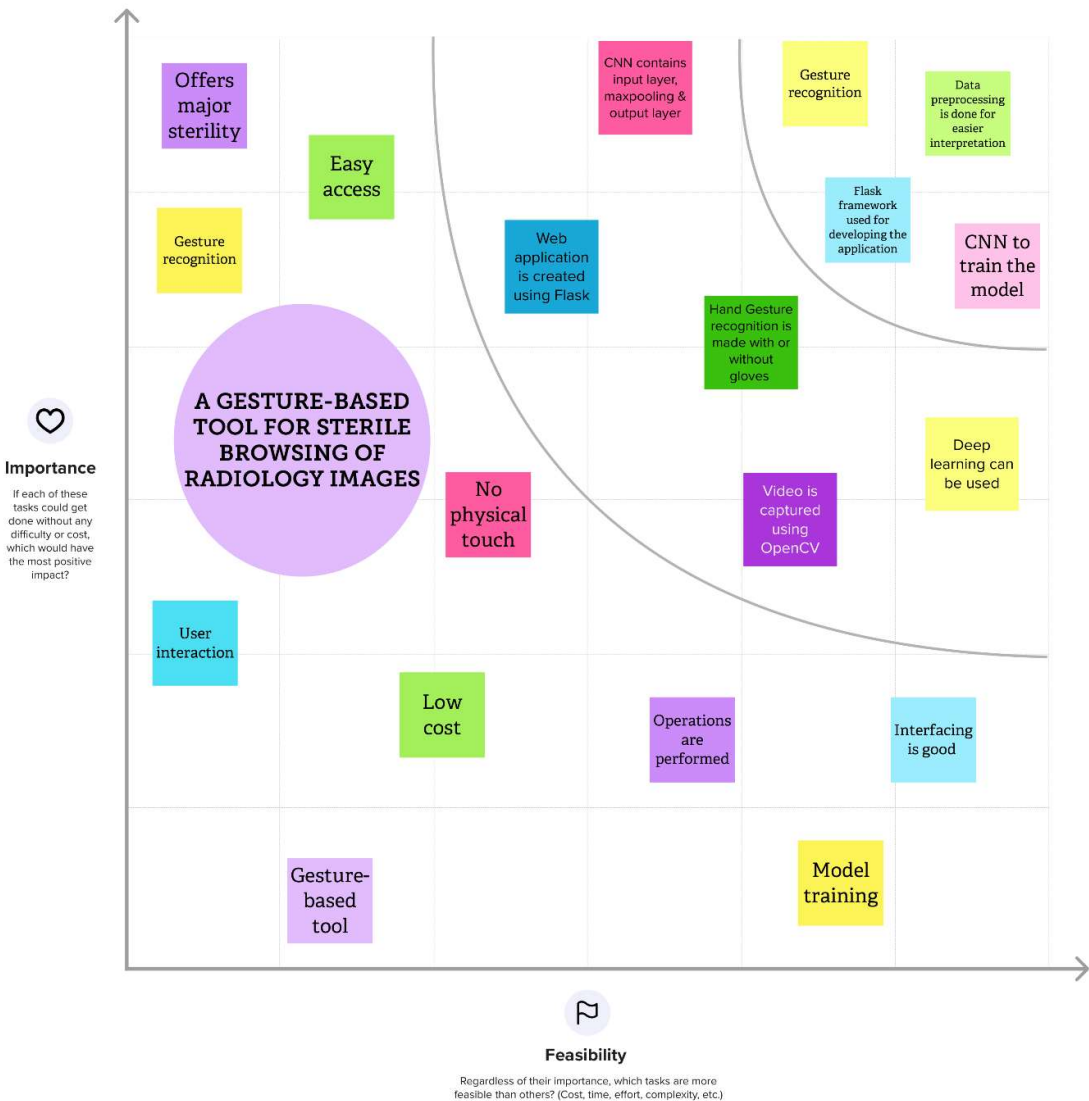 Offers
major
sterility
Easy
access
CNN contains
input layer,
maxpooling &
output layer
Gesture
recognition
Data
preprocessing
is done for
easier
interpretation
Gesture
recognition
Web
application
is created
using Flask
Flask
framework
used for
developing the
application
CNN to
train the
model
Hand Gesture
recognition is
made with or
without
gloves
A GESTURE-BASED
TOOL FOR STERILE
BROWSING OF
RADIOLOGY IMAGES
Importance
If each of these
tasks could get
done without any
difficulty or cost,
which would have
the most positive
impact?
No
physical
touch
Video is
captured
using
OpenCV
Deep
learning can
be used
User
interaction
Low
cost
Operations
are
performed
Interfacing
is good
Gesture-
based
tool
Model
training
Feasibility
Regardless of their importance, which tasks are more
feasible than others? (Cost, time, effort, complexity, etc.)